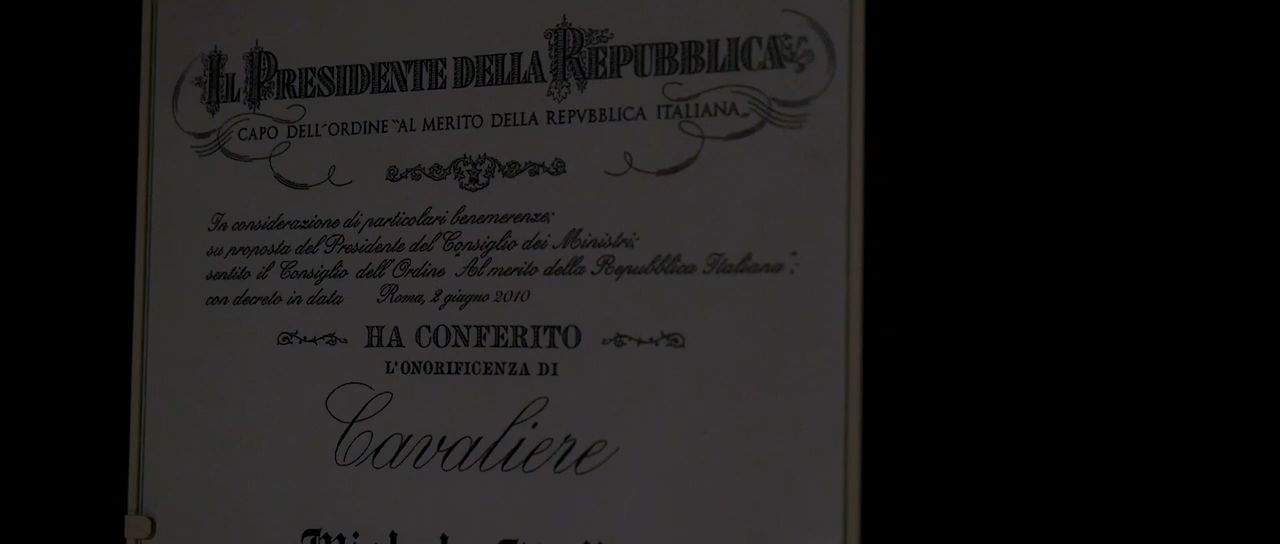 IL PRESIDENTE DELLA REPUBBLICA
CAPO DELL'ORDINE "AL MERITO DELLA REPVBBLICA ITALIANA„
In considerazione di particolari benemerenze;
su proposta del Presidente del Consiglio dei Ministri;
sentito il Consiglio dell'Ordine "Al merito della Repubblica Italiana";
con decreto in data Roma, 2 giugno 2010
HA CONFERITO
L'ONORIFICENZA DI
Cavaliere